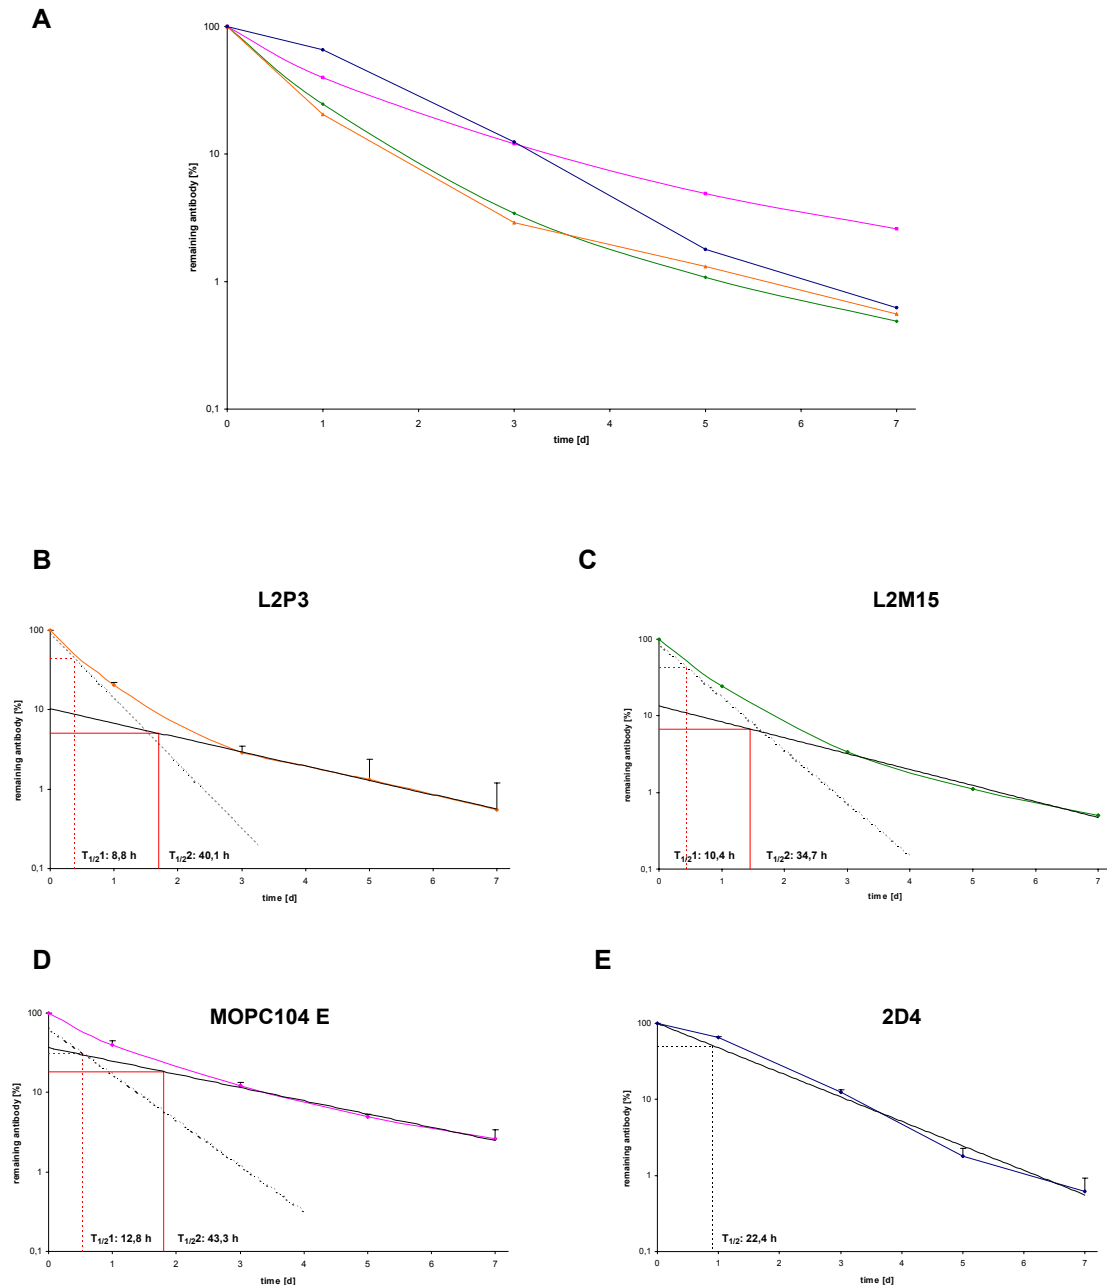 A
100
10
1
0,1
remaining antibody [%]
0 1 2 3 4 5 6 7
time [d]
B
L2P3
100
10
1
0,1
remaining antibody [%]
T1/21: 8,8 h T1/22: 40,1 h
0 1 2 3 4 5 6 7
time [d]
C
L2M15
100
10
1
0,1
remaining antibody [%]
T1/21: 10,4 h T1/22: 34,7 h
0 1 2 3 4 5 6 7
time [d]
D
MOPC104 E
100
10
1
0,1
remaining antibody [%]
T1/21: 12,8 h T1/22: 43,3 h
0 1 2 3 4 5 6 7
time [d]
E
2D4
100
10
1
0,1
remaining antibody [%]
T1/2: 22,4 h
0 1 2 3 4 5 6 7
time [d]